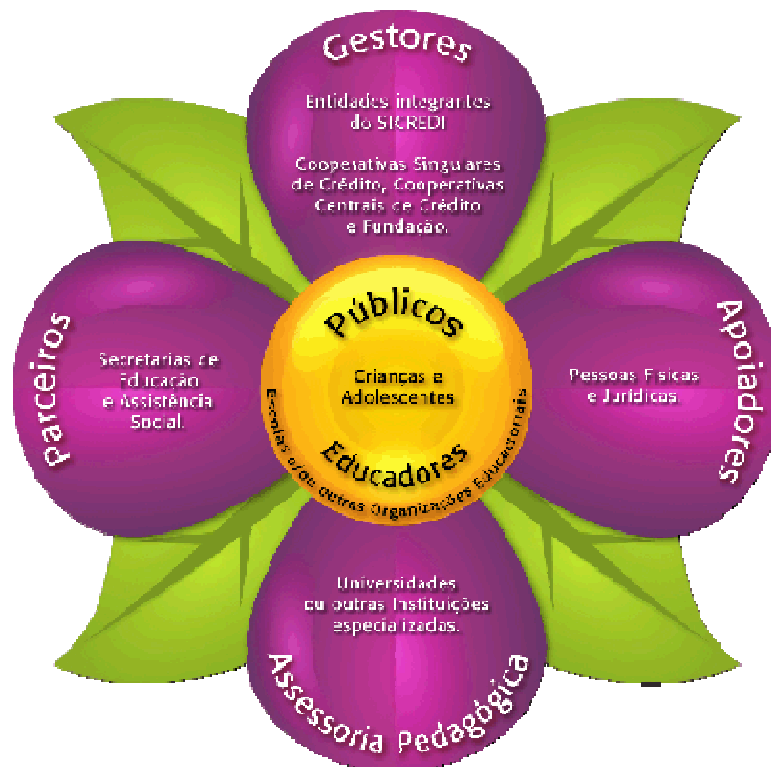 Gestores
Entidades integrantes
do SICREDI
Cooperativas Singulares
de Crédito, Cooperativas
Centrais de Crédito
e Fundação.
Parceiros
Secretarias de
Educação
e Assistência
Social.
Públicos
Crianças e
Adolescentes
Educadores
Escolas e/ou outras Organizações Educacionais
Apoiadores
Pessoas Físicas
e Jurídicas.
Universidades
ou outras Instituições
especializadas.
Assessoria Pedagógica